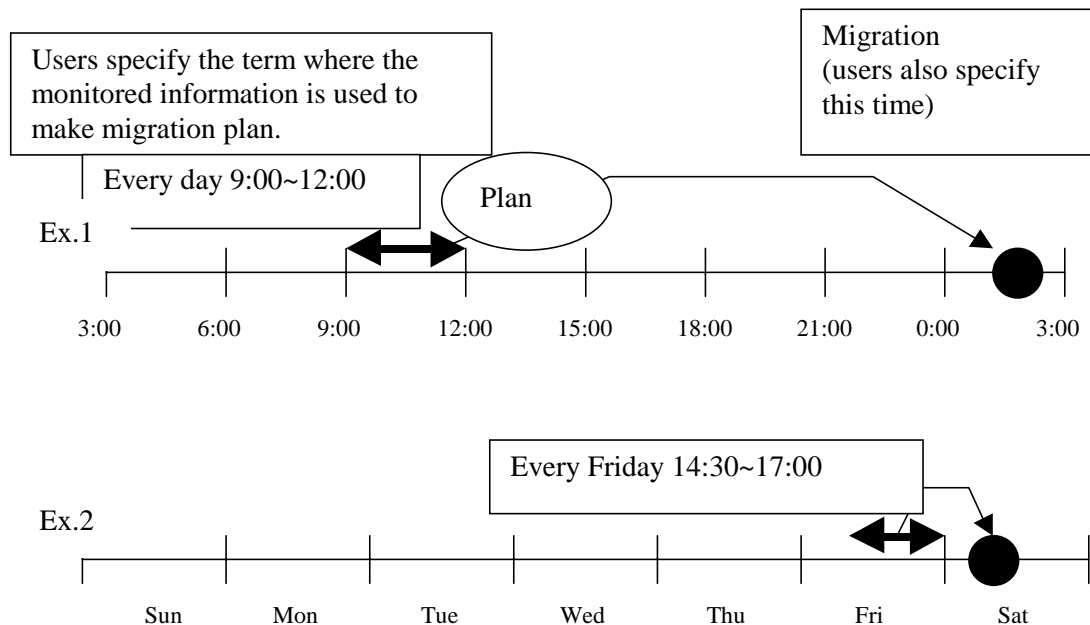 Users specify the term where the
monitored information is used to
make migration plan.
Migration
(users also specify
this time)
Every day 9:00~12:00
Plan
Ex.1
3:00 6:00 9:00 12:00 15:00 18:00 21:00 0:00 3:00
Every Friday 14:30~17:00
Ex.2
Sun Mon Tue Wed Thu Fri Sat